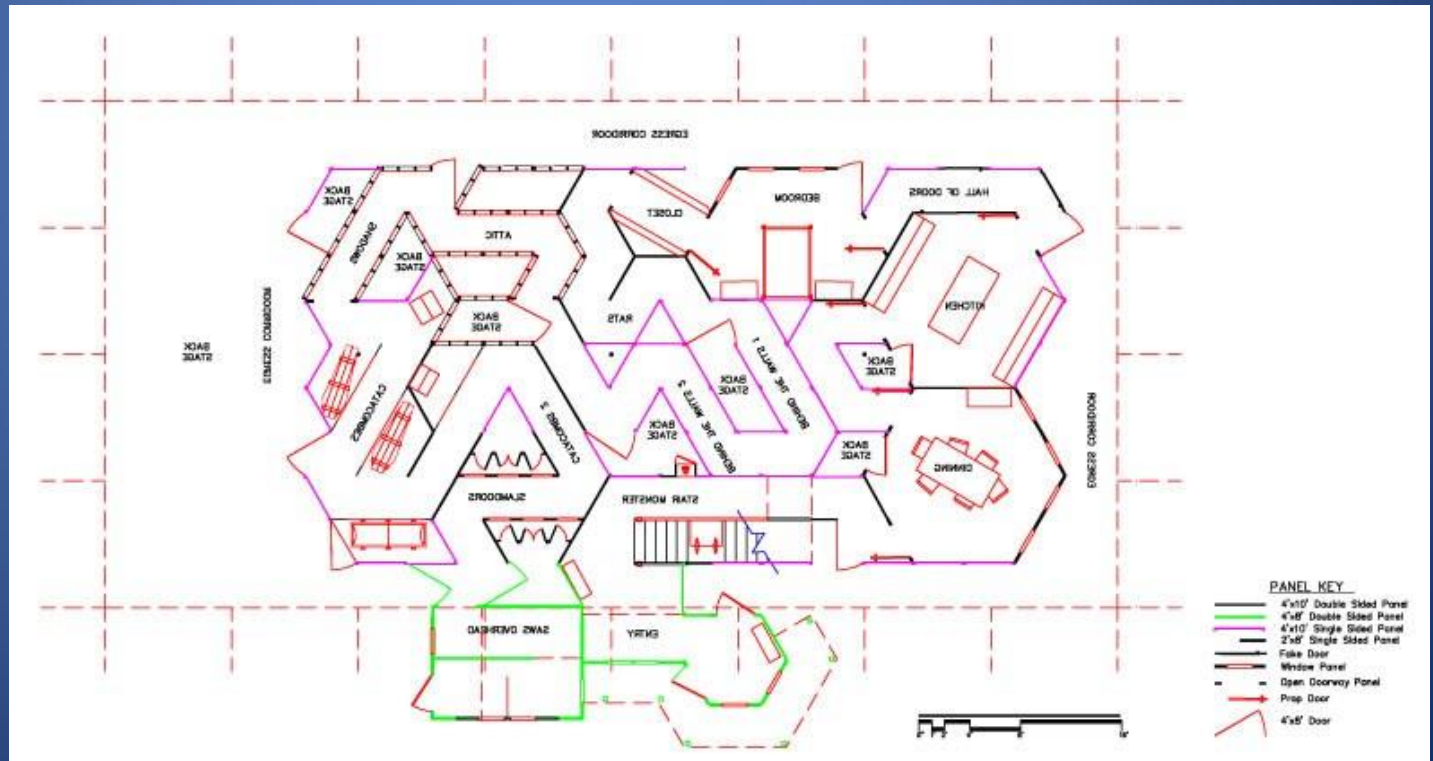 EGRESS CORRIDOOR
BACK
STAGE
SHADOWS
ATTIC
CLOSET
BEDROOM
HALL OF DOORS
BACK
STAGE
BACK
STAGE
EGRESS CORRIDOOR
BACK
STAGE
RATS
KITCHEN
BEHIND THE WALLS 1
BACK
STAGE
BACK
STAGE
CATACOMBES
CATACOMBS 2
BACK
STAGE
BEHIND THE WALLS 3
BACK
STAGE
DINNING
EGRESS CORRIDOOR
SLAMDOORS
STAIR MONSTER
SAWS OVERHEAD
ENTRY
PANEL KEY
4'x10' Double Sided Panel
4'x8' Double Sided Panel
4'x10' Single Sided Panel
2'x8' Single Sided Panel
Fake Door
Window Panel
Open Doorway Panel
Prop Door
4'x8' Door